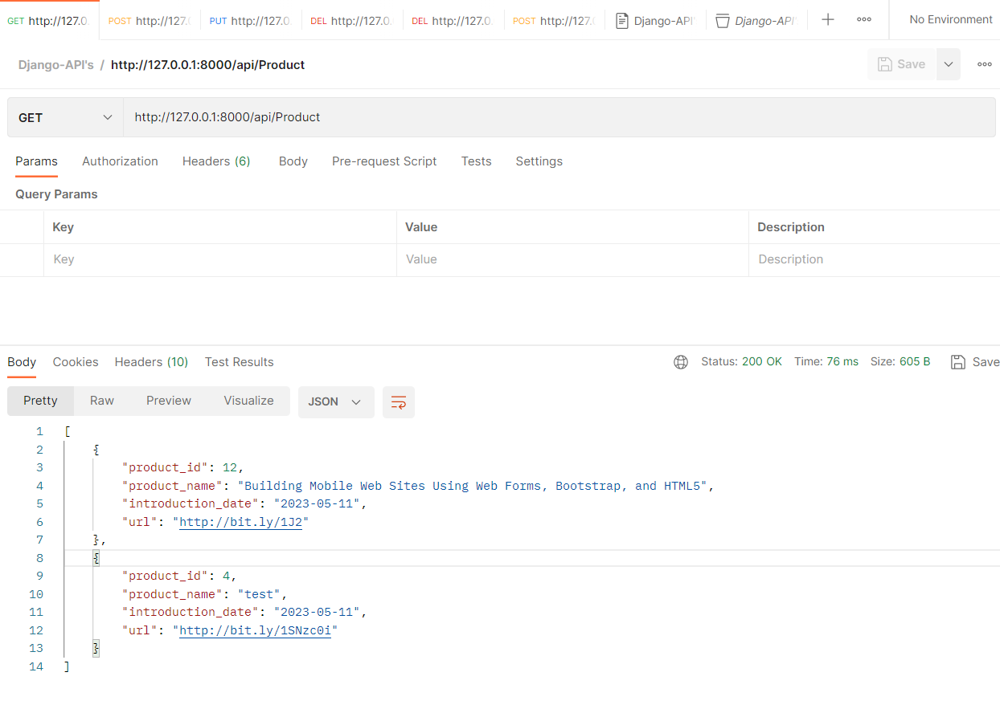 GET http://127.0. POST http://127.0 PUT http://127.0. DEL http://127.0. DEL http://127.0. POST http://127.0 Django-API' Django-API' No Environment
Django-API's / http://127.0.0.1:8000/api/Product Save
GET http://127.0.0.1:8000/api/Product
Params Authorization Headers (6) Body Pre-request Script Tests Settings
Query Params
Key Value Description
Key Value Description
Body Cookies Headers (10) Test Results Status: 200 OK Time: 76 ms Size: 605 B Save
Pretty Raw Preview Visualize JSON
1 [
2 {
3 "product_id": 12,
4 "product_name": "Building Mobile Web Sites Using Web Forms, Bootstrap, and HTML5",
5 "introduction_date": "2023-05-11",
6 "url": "http://bit.ly/1J2"
7 },
8 {
9 "product_id": 4,
10 "product_name": "test",
11 "introduction_date": "2023-05-11",
12 "url": "http://bit.ly/1SNzc0i"
13 }
14 ]